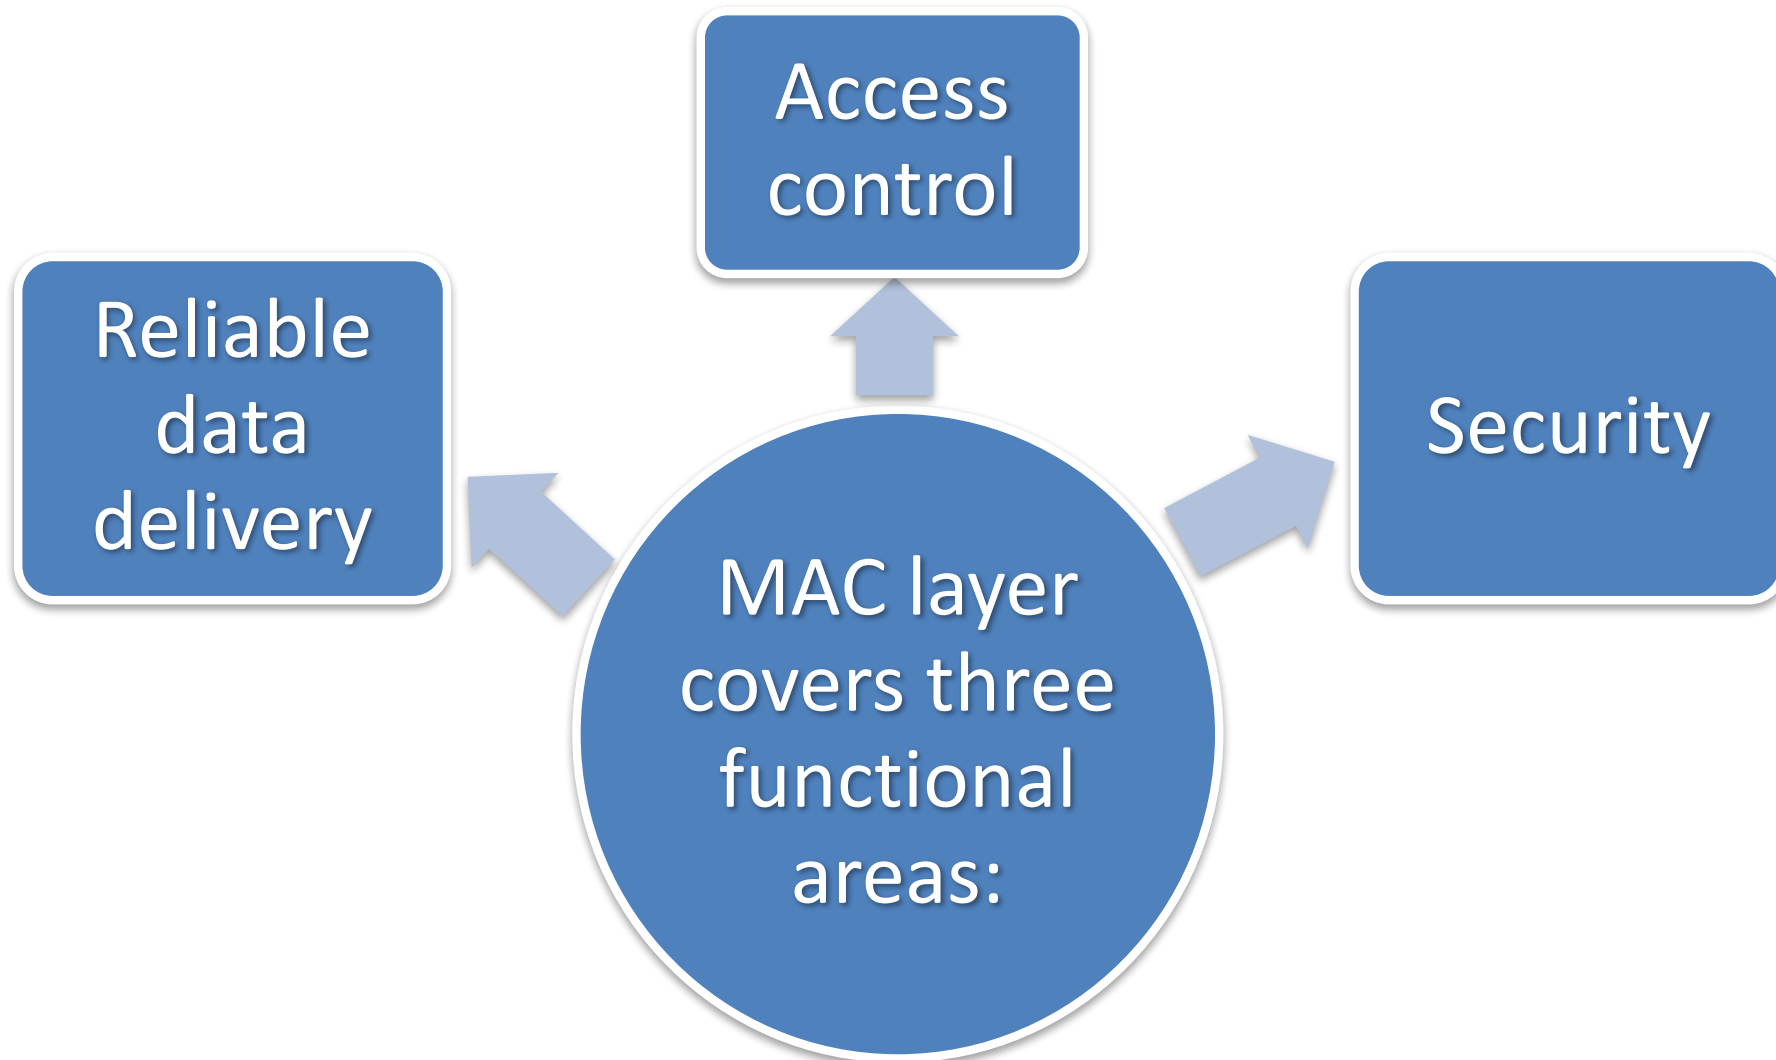 Access
control
Reliable
data
delivery
Security
MAC layer
covers three
functional
areas: